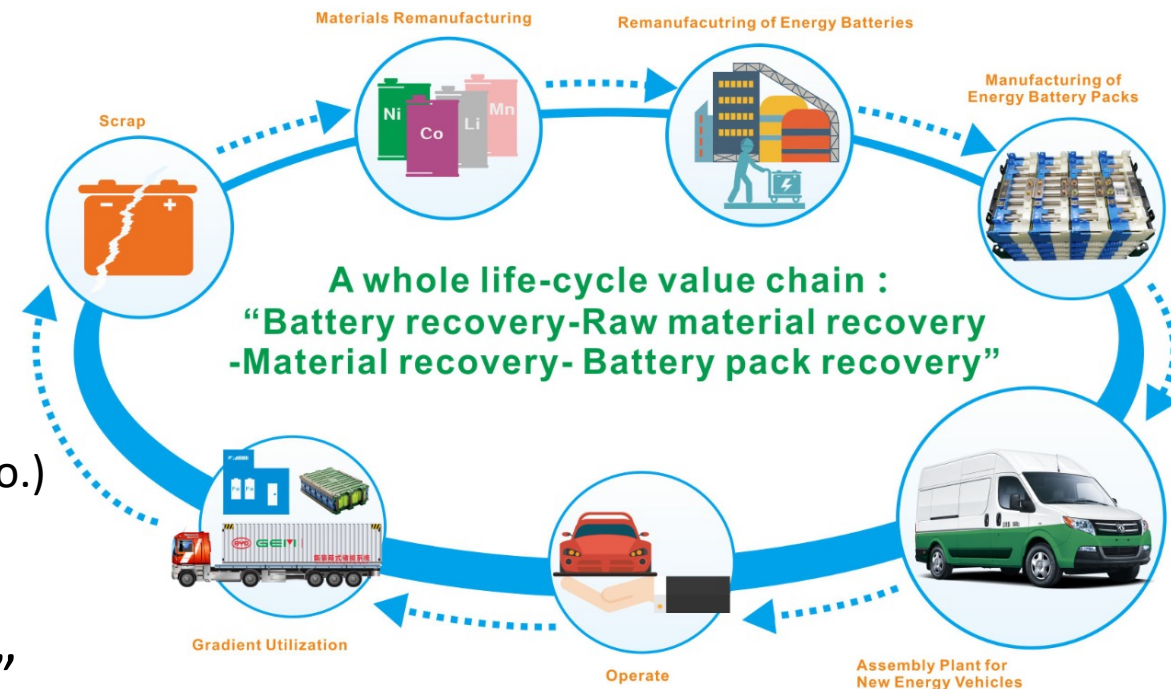 Materials Remanufacturing
Remanufacutring of Energy Batteries
Manufacturing of
Energy Battery Packs
Scrap
Ni
Co
Li
Mn
A whole life-cycle value chain :
“Battery recovery-Raw material recovery
-Material recovery- Battery pack recovery”
o.)
BYD
GEM
”
Gradient Utilization
Operate
Assembly Plant for
New Energy Vehicles